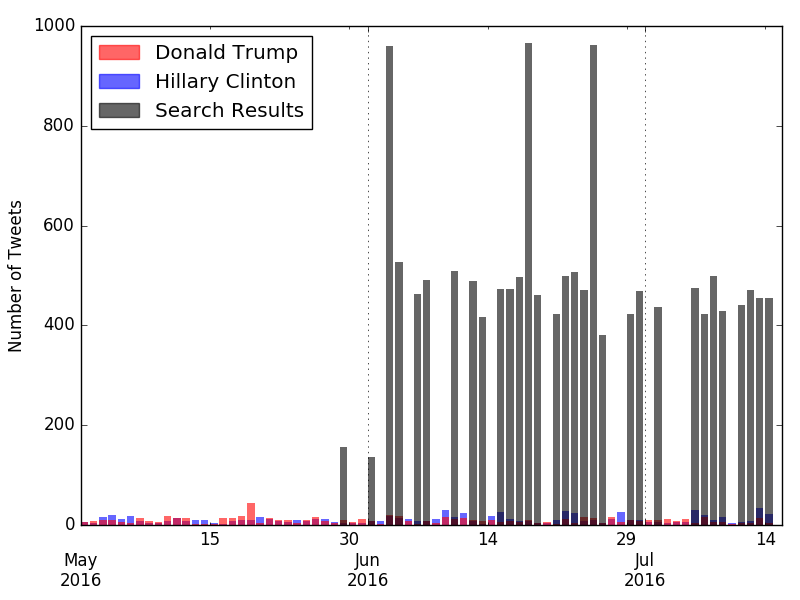 1000
800
600
400
200
0
Number of Tweets
Donald Trump
Hillary Clinton
Search Results
15 30 14 29 14
May Jun Jul
2016 2016 2016